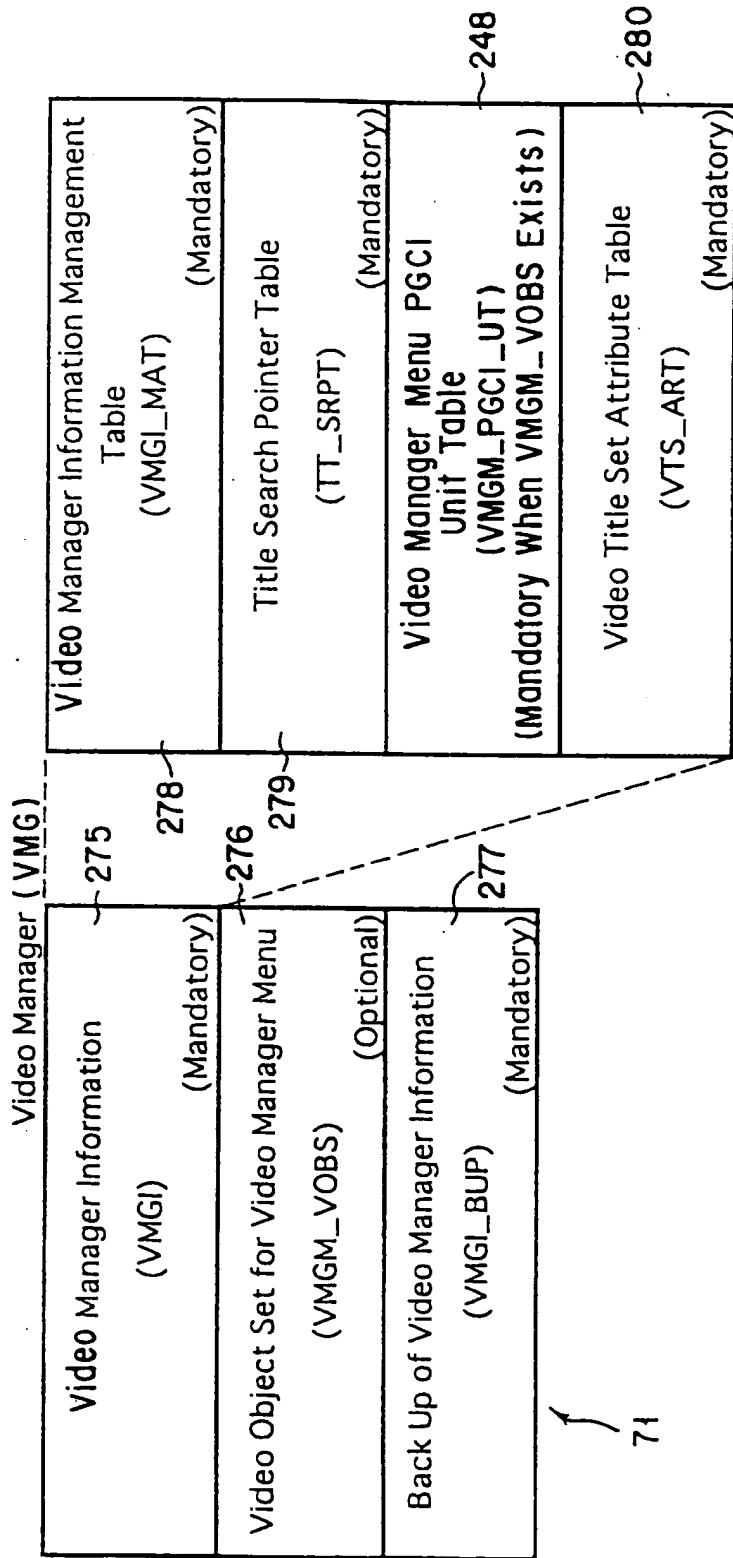 Video Manager (VMG)
275
Video Manager Information
(VMGI)
(Mandatory)
276
Video Object Set for Video Manager Menu
(VMGM_VOBS)
(Optional)
277
Back Up of Video Manager Information
(VMGI_BUP)
(Mandatory)
71
278
Video Manager Information Management
Table
(VMGI_MAT)
(Mandatory)
279
Title Search Pointer Table
(TT_SRPT)
(Mandatory)
248
Video Manager Menu PGCI
Unit Table
(VMGM_PGCI_UT)
(Mandatory When VMGM_VOBS Exists)
280
Video Title Set Attribute Table
(VTS_ART)
(Mandatory)